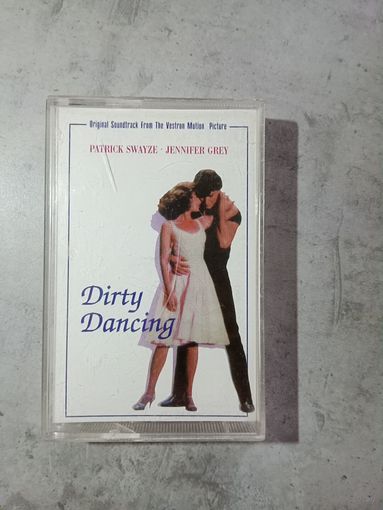 Original Soundtrack From The Vestron Motion Picture
PATRICK SWAYZE · JENNIFER GREY
Dirty
Dancing